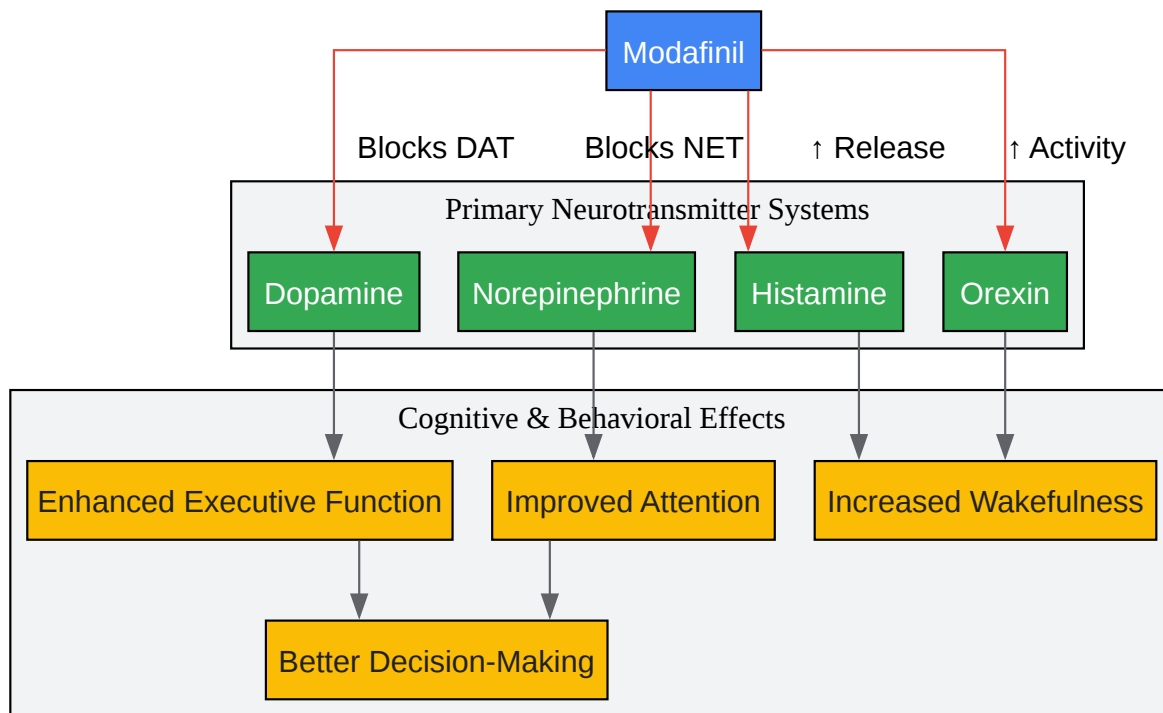 Modafinil
Blocks DAT
Blocks NET
↑ Release
↑ Activity
Primary Neurotransmitter Systems
Dopamine
Norepinephrine
Histamine
Orexin
Cognitive & Behavioral Effects
Enhanced Executive Function
Improved Attention
Increased Wakefulness
Better Decision-Making